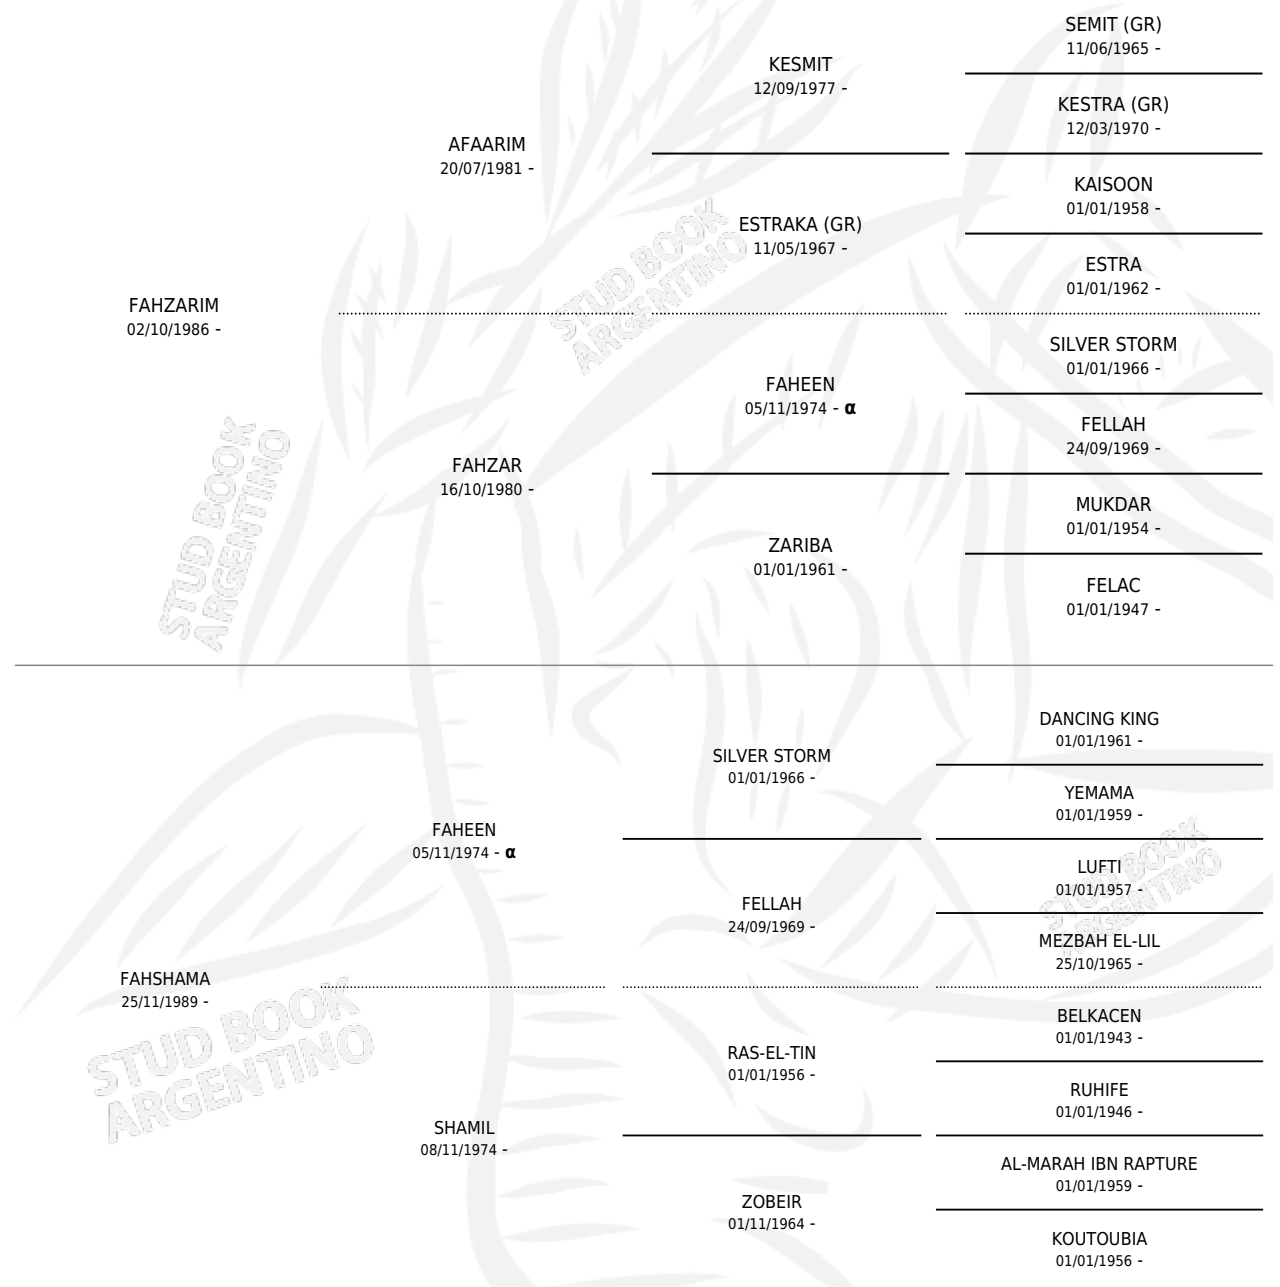 SEMIT (GR)
11/06/1965 -
KESMIT
12/09/1977 -
KESTRA (GR)
12/03/1970 -
AFAARIM
20/07/1981 -
KAISOON
01/01/1958 -
ESTRAKA (GR)
11/05/1967 -
ESTRA
01/01/1962 -
FAHZARIM
02/10/1986 -
SILVER STORM
01/01/1966 -
FAHEEN
05/11/1974 - α
FELLAH
24/09/1969 -
FAHZAR
16/10/1980 -
MUKDAR
01/01/1954 -
ZARIBA
01/01/1961 -
FELAC
01/01/1947 -
STUD BOOK
ARGENTINO
STUD BOOK
ARGENTINO
DANCING KING
01/01/1961 -
SILVER STORM
01/01/1966 -
YEMAMA
01/01/1959 -
FAHEEN
05/11/1974 - α
LUFTI
01/01/1957 -
FELLAH
24/09/1969 -
MEZBAH EL-LIL
25/10/1965 -
FAHSHAMA
25/11/1989 -
BELKACEN
01/01/1943 -
RAS-EL-TIN
01/01/1956 -
RUHIFE
01/01/1946 -
SHAMIL
08/11/1974 -
AL-MARAH IBN RAPTURE
01/01/1959 -
ZOBEIR
01/11/1964 -
KOUTOUBIA
01/01/1956 -
STUD BOOK
ARGENTINO
STUD BOOK
ARGENTINO